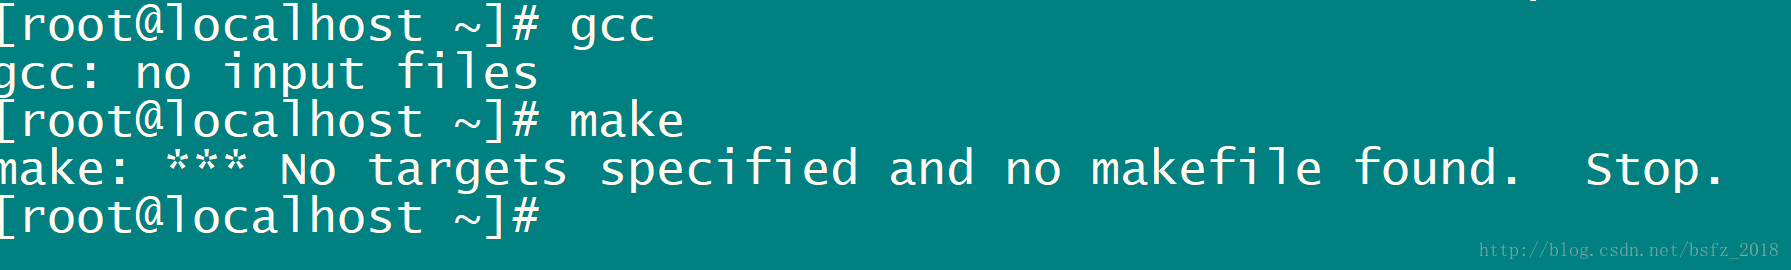 [root@localhost ~]# gcc
gcc: no input files
[root@localhost ~]# make
make: *** No targets specified and no makefile found.  Stop.
[root@localhost ~]#
http://blog.csdn.net/bsfz_2018